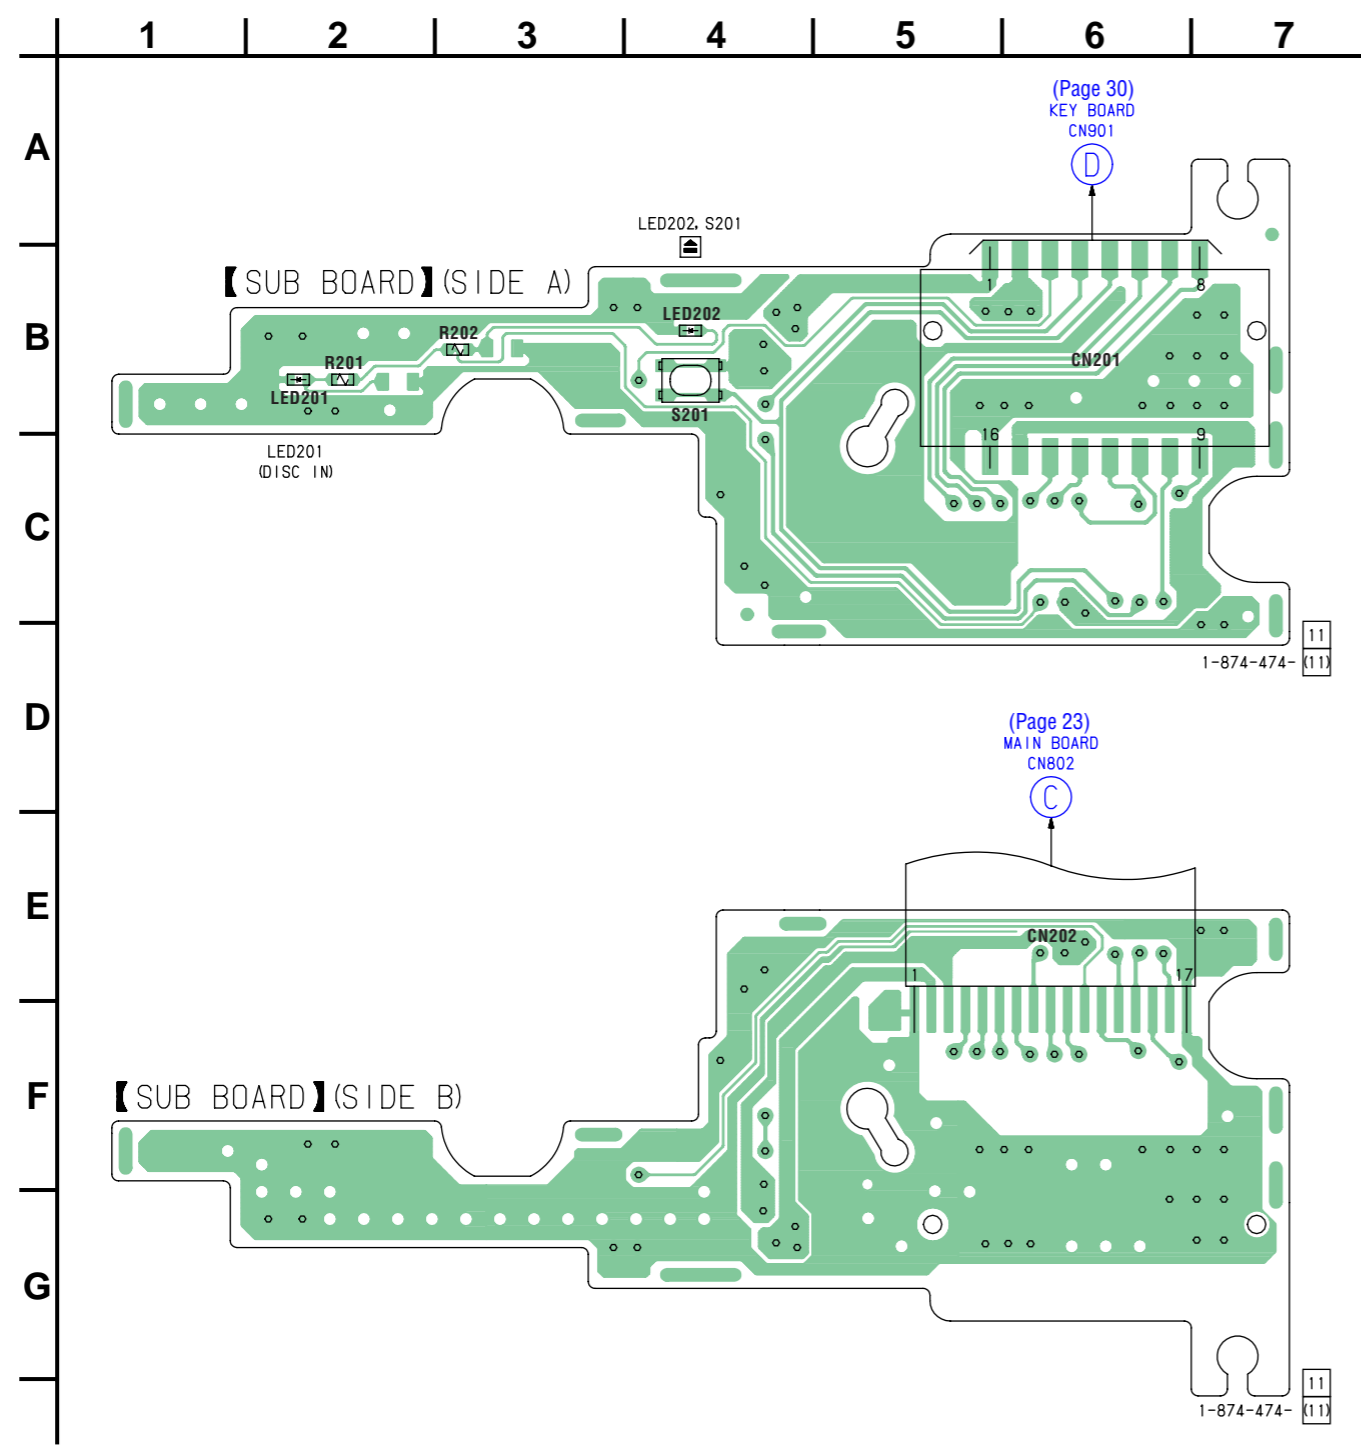 1 2 3 4 5 6 7
(Page 30)
KEY BOARD
CN901
A
D
LED202, S201
【SUB BOARD】(SIDE A)
1 8
B
LED202
R202
R201
CN201
LED201
S201
16 9
LED201
(DISC IN)
C
11
1-874-474- (11)
D
(Page 23)
MAIN BOARD
CN802
C
E
CN202
1 17
F
【SUB BOARD】(SIDE B)
G
11
1-874-474- (11)